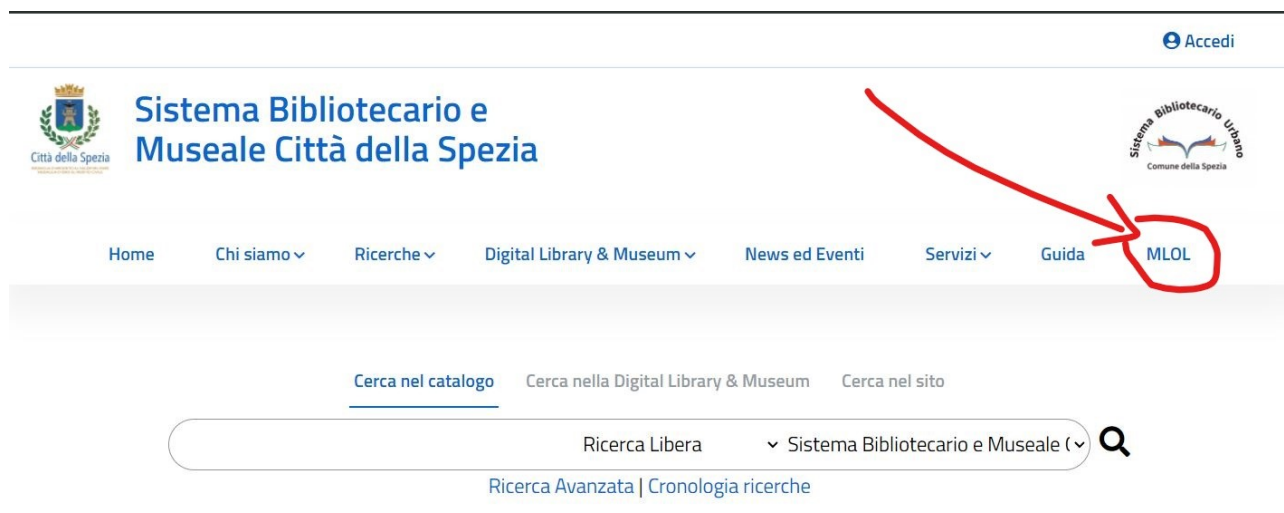 Accedi
Città della Spezia
Sistema Bibliotecario e
Museale Città della Spezia
Sistema Bibliotecario Urbano
Comune della Spezia
Home Chi siamo Ricerche Digital Library & Museum News ed Eventi Servizi Guida MLOL
Cerca nel catalogo Cerca nella Digital Library & Museum Cerca nel sito
Ricerca Libera Sistema Bibliotecario e Museale (
Ricerca Avanzata | Cronologia ricerche